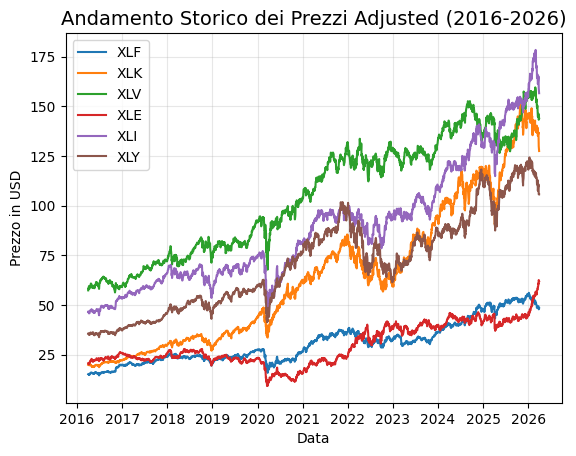 Andamento Storico dei Prezzi Adjusted (2016-2026)
XLF
XLK
XLV
XLE
XLI
XLY
Prezzo in USD
175
150
125
100
75
50
25
2016 2017 2018 2019 2020 2021 2022 2023 2024 2025 2026
Data